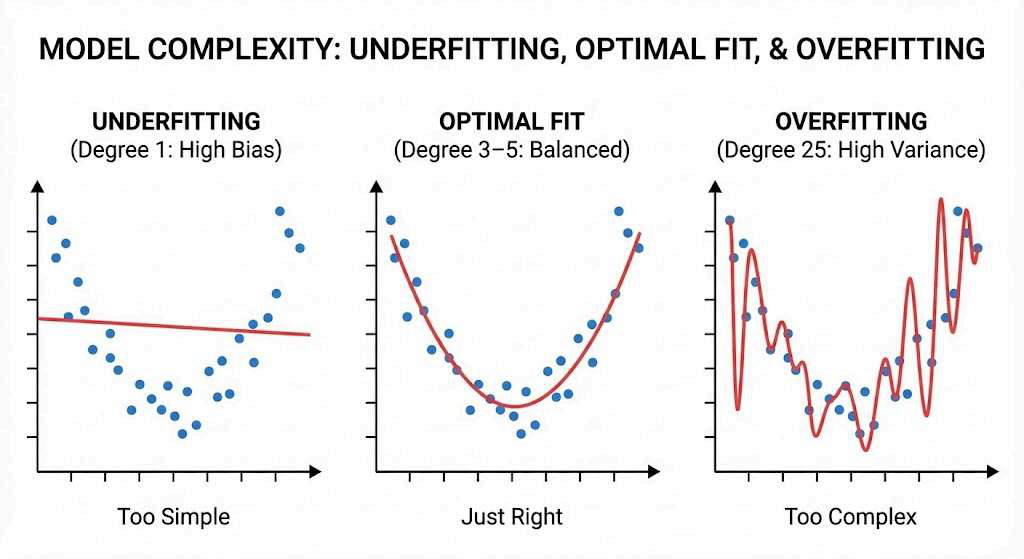 MODEL COMPLEXITY: UNDERFITTING, OPTIMAL FIT, & OVERFITTING
UNDERFITTING
(Degree 1: High Bias)
Too Simple
OPTIMAL FIT
(Degree 3–5: Balanced)
Just Right
OVERFITTING
(Degree 25: High Variance)
Too Complex